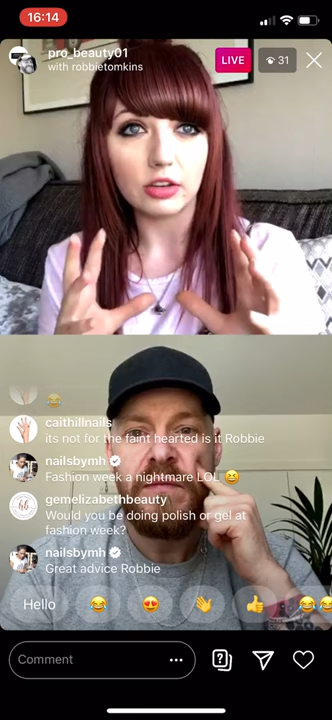 16:14
pro_beauty01
with robbietomkins
LIVE
31
caithillnails
its not for the faint hearted is it Robbie
nailsbymh
Fashion week a nightmare LOL 😆
gemelizabethbeauty
Would you be doing polish or gel at
fashion week?
nailsbymh
Great advice Robbie
Hello
Comment